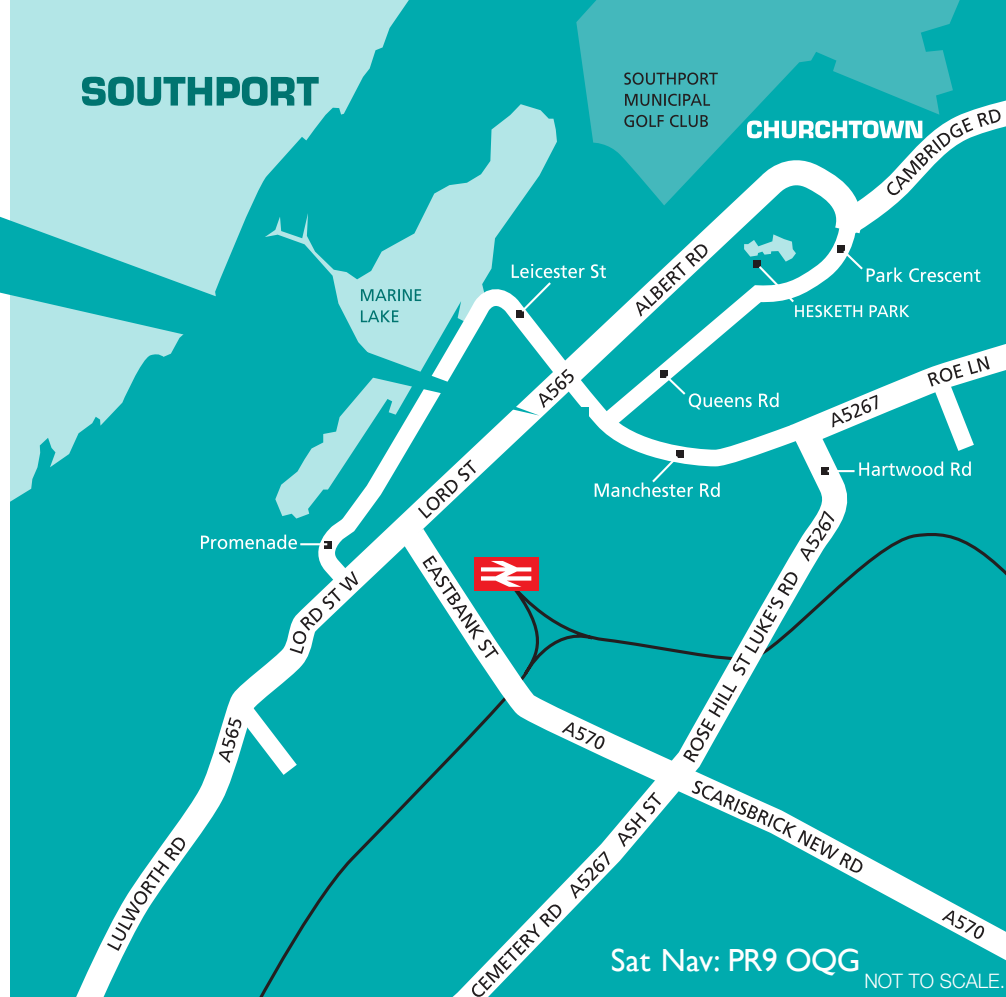 SOUTHPORT
SOUTHPORT
MUNICIPAL
GOLF CLUB
CHURCHTOWN
CAMBRIDGE RD
ALBERT RD
Park Crescent
Leicester St
MARINE
LAKE
HESKETH PARK
A565
Queens Rd
ROE LN
A5267
Manchester Rd
Hartwood Rd
LORD ST
A5267
Promenade
LORD ST W
EASTBANK ST
ST LUKE'S RD
ROSE HILL
A565
A570
SCARISBRICK NEW RD
ASH ST
A5267
LULWORTH RD
CEMETERY RD
A570
Sat Nav: PR9 OQG
NOT TO SCALE.